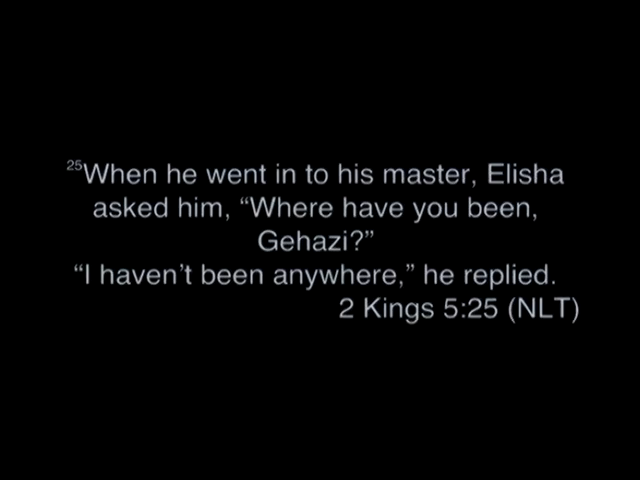 25When he went in to his master, Elisha
asked him, “Where have you been,
Gehazi?”
“I haven’t been anywhere,” he replied.
2 Kings 5:25 (NLT)